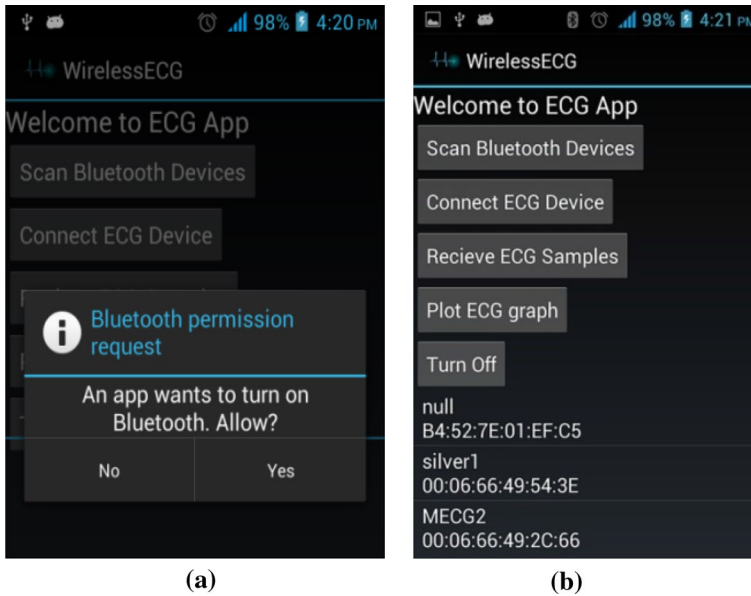 98% 4:20 PM
WirelessECG
Welcome to ECG App
Scan Bluetooth Devices
Connect ECG Device
Bluetooth permission
request
An app wants to turn on
Bluetooth. Allow?
No Yes
(a)
98% 4:21 PM
WirelessECG
Welcome to ECG App
Scan Bluetooth Devices
Connect ECG Device
Recieve ECG Samples
Plot ECG graph
Turn Off
null
B4:52:7E:01:EF:C5
silver1
00:06:66:49:54:3E
MECG2
00:06:66:49:2C:66
(b)